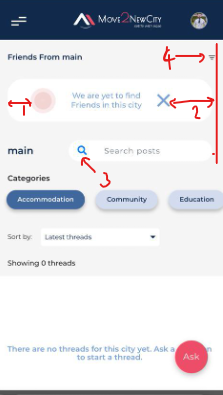 MOVE2NEWCITY
Friends From main
4
We are yet to find
Friends in this city
1
2
main
Search posts
3
Categories
Accommodation
Community
Education
Sort by:
Latest threads
Showing 0 threads
There are no threads for this city yet. Ask a
to start a thread.
Ask